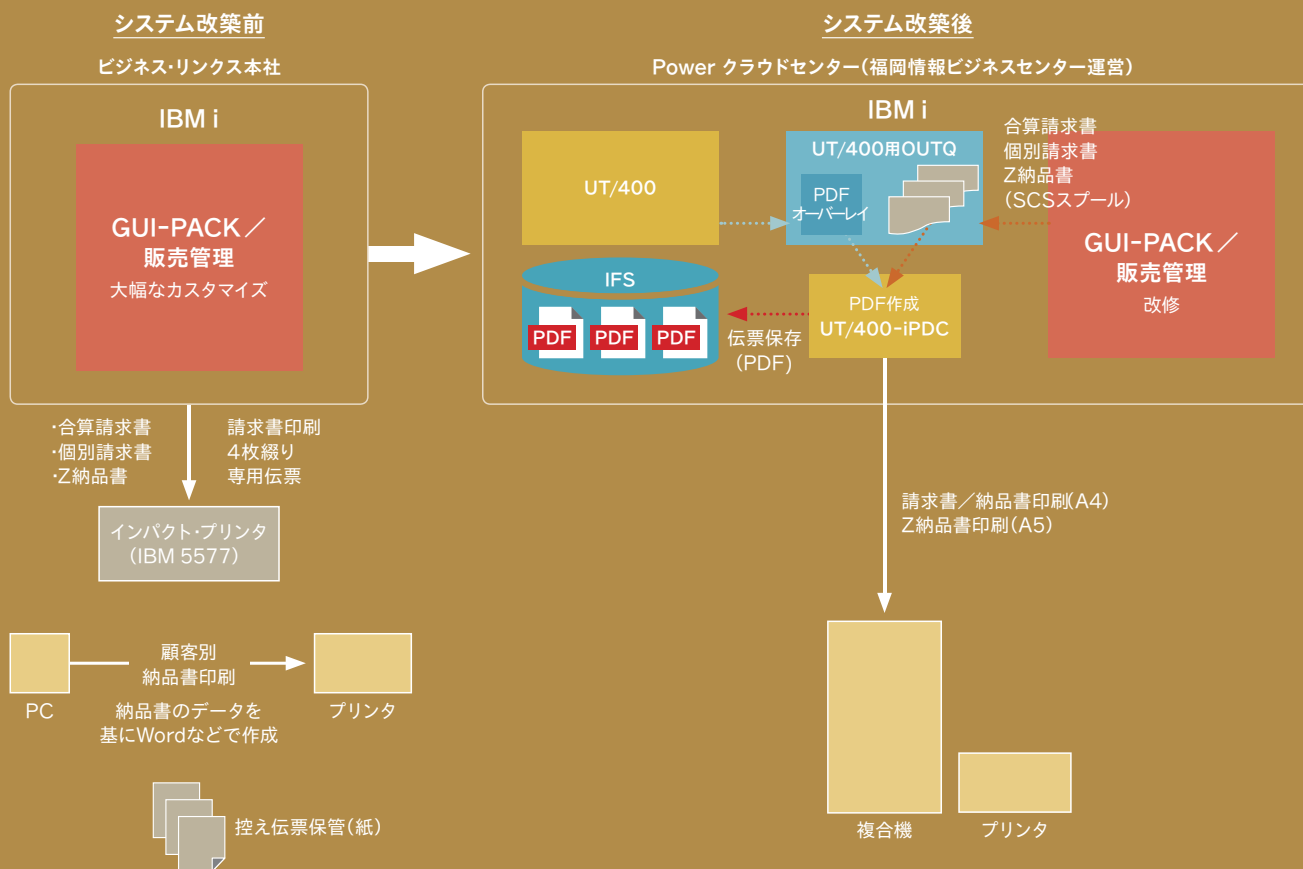 システム改築前
ビジネス・リンクス本社
IBM i
GUI-PACK／
販売管理
大幅なカスタマイズ
・合算請求書
・個別請求書
・Z納品書
請求書印刷
4枚綴り
専用伝票
インパクト・プリンタ
（IBM 5577）
PC
顧客別
納品書印刷
納品書のデータを
基にWordなどで作成
プリンタ
控え伝票保管（紙）
システム改築後
Power クラウドセンター（福岡情報ビジネスセンター運営）
IBM i
UT/400
UT/400用OUTQ
PDF
オーバーレイ
合算請求書
個別請求書
Z納品書
（SCSスプール）
GUI-PACK／
販売管理
改修
IFS
PDF
PDF
PDF
伝票保存
（PDF）
PDF作成
UT/400-iPDC
請求書／納品書印刷(A4)
Z納品書印刷(A5)
複合機
プリンタ